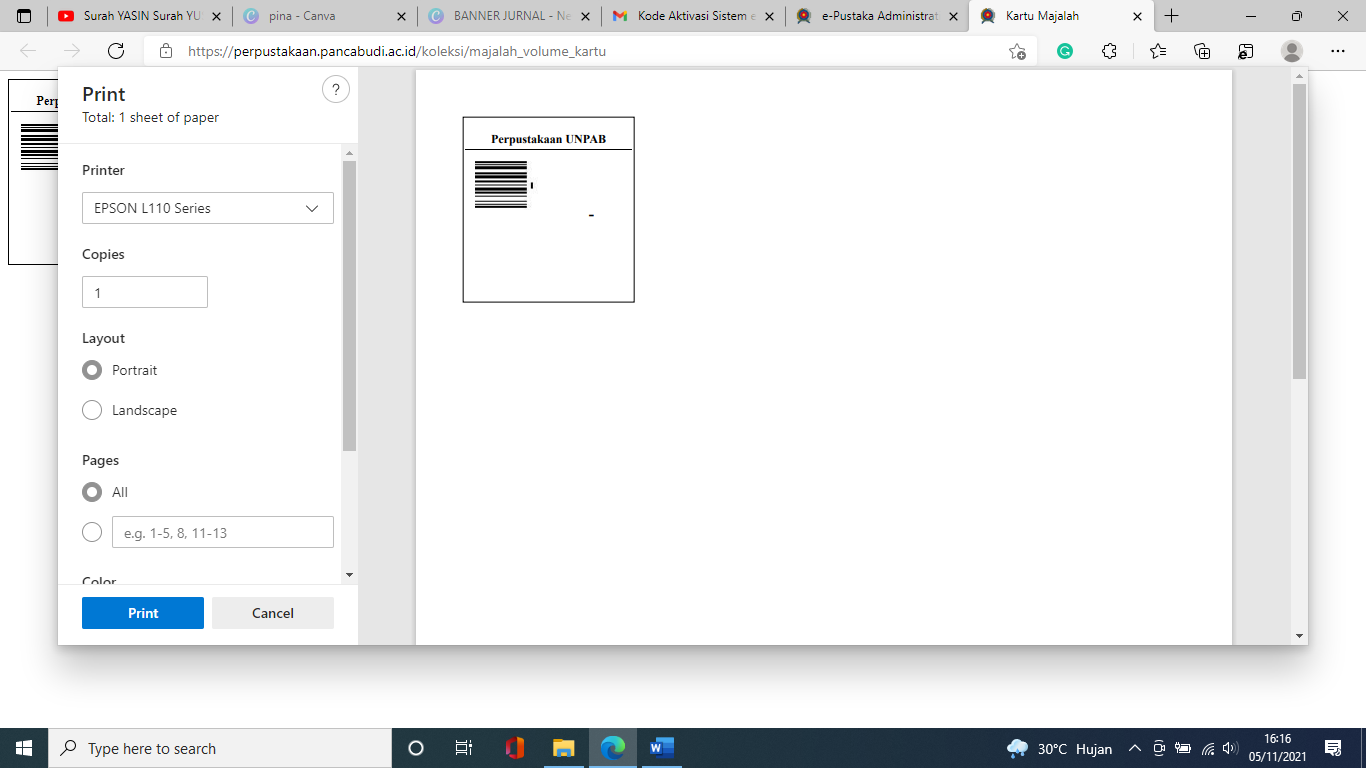 Surah YASIN Surah YU
pina - Canva
BANNER JURNAL - Ne
Kode Aktivasi Sistem e
e-Pustaka Administrat
Kartu Majalah
https://perpustakaan.pancabudi.ac.id/koleksi/majalah_volume_kartu
Print
?
Total: 1 sheet of paper
Printer
EPSON L110 Series
Copies
1
Layout
Portrait
Landscape
Pages
All
e.g. 1-5, 8, 11-13
Color
Print
Cancel
Perp
Perpustakaan UNPAB
-
Type here to search
30°C Hujan
16:16
05/11/2021